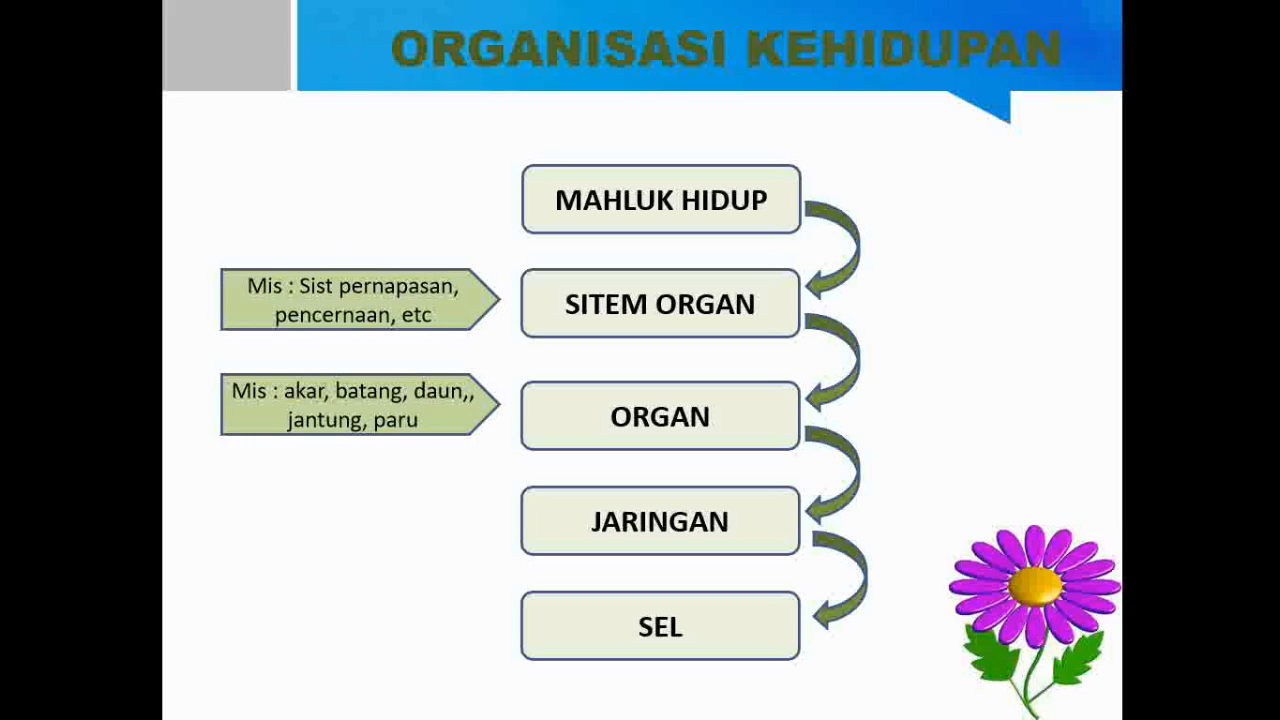 ORGANISASI KEHIDUPAN
MAHLUK HIDUP
Mis : Sist pernapasan,
pencernaan, etc
SITEM ORGAN
Mis : akar, batang, daun,,
jantung, paru
ORGAN
JARINGAN
SEL